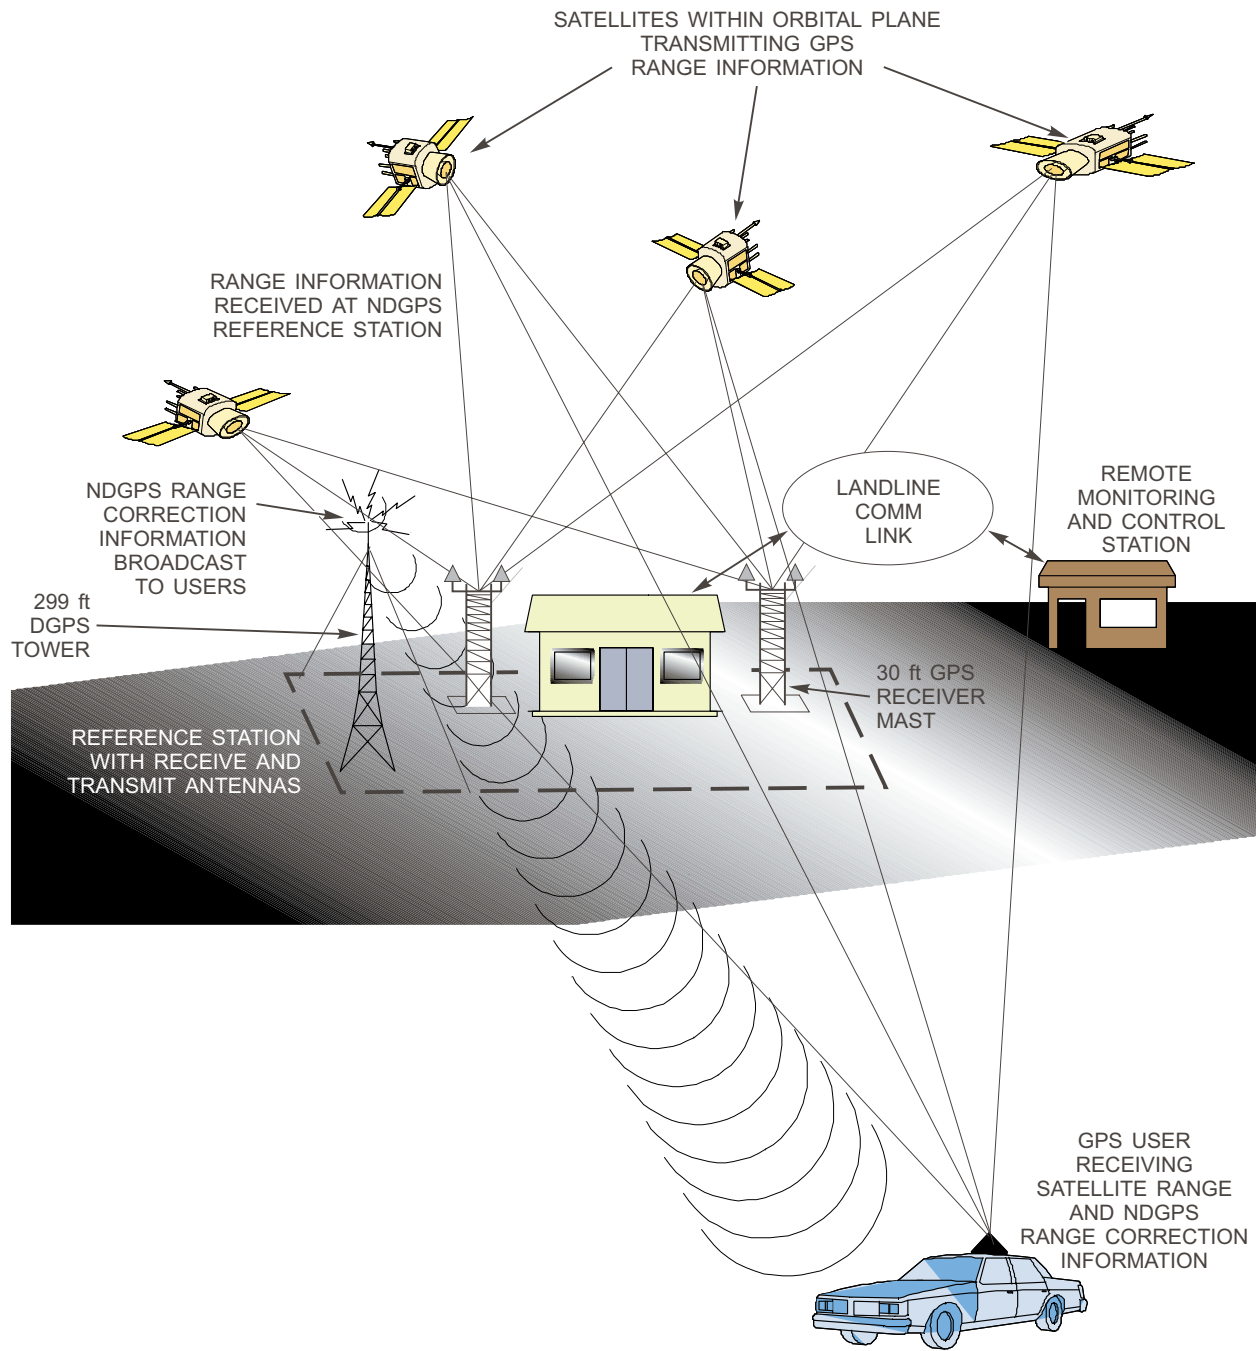 SATELLITES WITHIN ORBITAL PLANE
TRANSMITTING GPS
RANGE INFORMATION
RANGE INFORMATION
RECEIVED AT NDGPS
REFERENCE STATION
NDGPS RANGE
CORRECTION
INFORMATION
BROADCAST
TO USERS
LANDLINE
COMM
LINK
REMOTE
MONITORING
AND CONTROL
STATION
299 ft
DGPS
TOWER
30 ft GPS
RECEIVER
MAST
REFERENCE STATION
WITH RECEIVE AND
TRANSMIT ANTENNAS
GPS USER
RECEIVING
SATELLITE RANGE
AND NDGPS
RANGE CORRECTION
INFORMATION